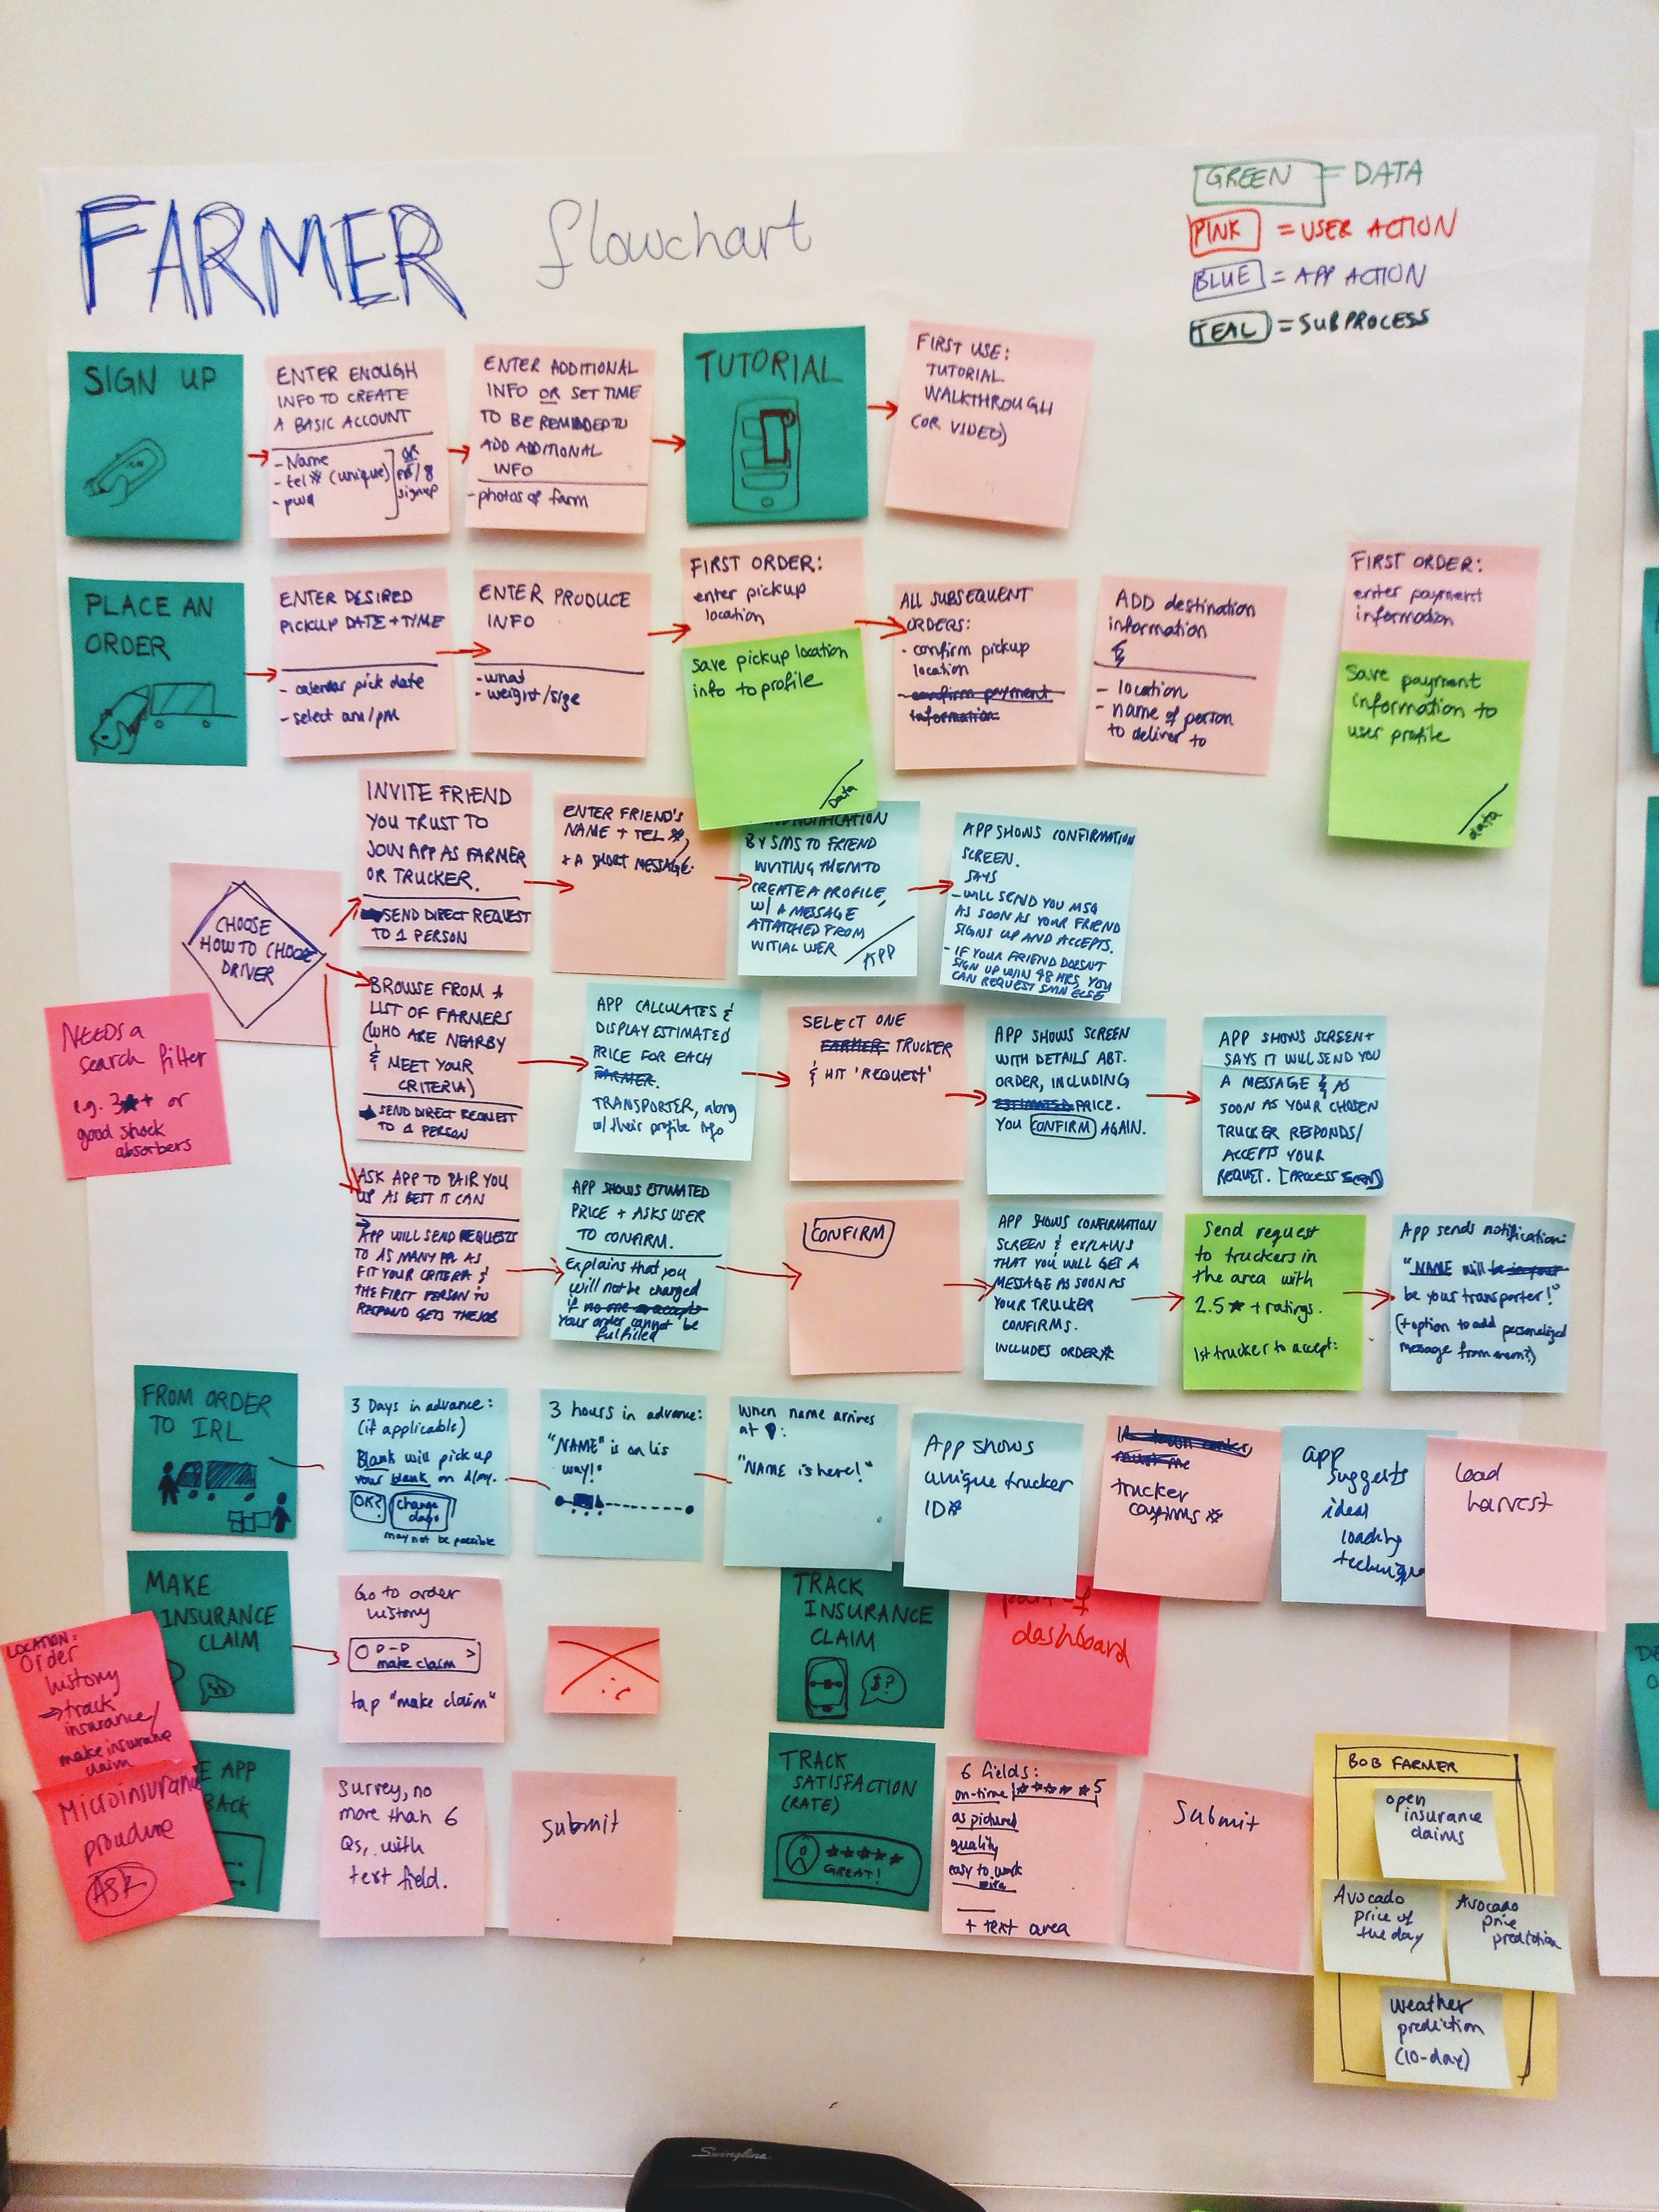 FARMER flowchart
GREEN = DATA
PINK = USER ACTION
BLUE = APP ACTION
TEAL = SUBPROCESS
SIGN UP
ENTER ENOUGH
INFO TO CREATE
A BASIC ACCOUNT
- Name
- tel# (unique)
- pwd
OR
signup
ENTER ADDITIONAL
INFO OR SET TIME
TO BE REMINDED TO
ADD ADDITIONAL
INFO
- photos of farm
TUTORIAL
FIRST USE:
TUTORIAL
WALKTHROUGH
(OR VIDEO)
PLACE AN
ORDER
ENTER DESIRED
PICKUP DATE + TIME
- calendar pick date
- select am/pm
ENTER PRODUCE
INFO
- what
- weight/size
FIRST ORDER:
enter pickup
location
Save pickup location
info to profile
data
ALL SUBSEQUENT
ORDERS:
- confirm pickup
location
- confirm payment
information
ADD destination
information
- location
- name of person
to deliver to
FIRST ORDER:
enter payment
information
Save payment
information to
user profile
data
CHOOSE
HOW TO CHOOSE
DRIVER
NEEDS a
search filter
e.g. 3★+ or
good shock
absorbers
INVITE FRIEND
YOU TRUST TO
JOIN APP AS FARMER
OR TRUCKER.
SEND DIRECT REQUEST
TO 1 PERSON
ENTER FRIEND'S
NAME + TEL #,
+ A SHORT MESSAGE.
NOTIFICATION
BY SMS TO FRIEND
INVITING THEM TO
CREATE A PROFILE,
W/ A MESSAGE
ATTATCHED FROM
INITIAL USER
APP
APP SHOWS CONFIRMATION
SCREEN.
SAYS
- WILL SEND YOU MSG
AS SOON AS YOUR FRIEND
SIGNS UP AND ACCEPTS.
- IF YOUR FRIEND DOESN'T
SIGN UP W/IN 48 HRS, YOU
CAN REQUEST SMN ELSE
BROWSE FROM A
LIST OF FARMERS
(WHO ARE NEARBY
& MEET YOUR
CRITERIA)
SEND DIRECT REQUEST
TO 1 PERSON
APP CALCULATES &
DISPLAY ESTIMATED
PRICE FOR EACH
FARMER.
TRANSPORTER, along
w/ their profile info
SELECT ONE
FARMER TRUCKER
& HIT 'REQUEST'
APP SHOWS SCREEN
WITH DETAILS ABT.
ORDER, INCLUDING
ESTIMATED PRICE.
YOU CONFIRM AGAIN.
APP SHOWS SCREEN +
SAYS IT WILL SEND YOU
A MESSAGE & AS
SOON AS YOUR CHOSEN
TRUCKER RESPONDS/
ACCEPTS YOUR
REQUST. [PROCESS
ASK APP TO PAIR YOU
UP AS BEST IT CAN
→ APP WILL SEND REQUESTS
TO AS MANY PPL AS
FIT YOUR CRITERIA &
THE FIRST PERSON TO
RESPOND GETS THE JOB
APP SHOWS ESTIMATED
PRICE + ASKS USER
TO CONFIRM.
Explains that you
will not be charged
if no one accepts
your order cannot be
fulfilled
CONFIRM
APP SHOWS CONFIRMATION
SCREEN & EXPLAINS
THAT YOU WILL GET A
MESSAGE AS SOON AS
YOUR TRUCKER
CONFIRMS.
INCLUDES ORDER#
Send request
to truckers in
the area with
2.5★+ ratings.
1st trucker to accept:
App sends notification:
"NAME will be in your
be your transporter!"
(+ option to add personalized
message from
FROM ORDER
TO IRL
3 Days in advance:
(if applicable)
Blank will pick up
your blank on d/m/y.
OK? change days
may not be possible
3 hours in advance:
"NAME" is on his
way!"
When name arrives
at :
"NAME is here!"
App shows
unique trucker
ID#
trucker
confirms #
app
suggests
ideal
loading
technique
load
harvest
MAKE
INSURANCE
CLAIM
LOCATION:
Order
history
→ track
insurance/
make insurance
claim
Go to order
history
make claim >
tap "make claim"
TRACK
INSURANCE
CLAIM
$?
part of
dashboard
Microinsurance
ASK
E APP
BACK
Survey, no
more than 6
Qs, with
text field.
submit
TRACK
SATISFACTION
(RATE)
★★★★★
GREAT!
6 fields:
on-time ★★★★★ 5
as pictured
quality
easy to work
with
+ text area
Submit
BOB FARMER
open
insurance
claims
Avocado
price of
the day
Avocado
price
prediction
weather
prediction
(10-day)
Swingline